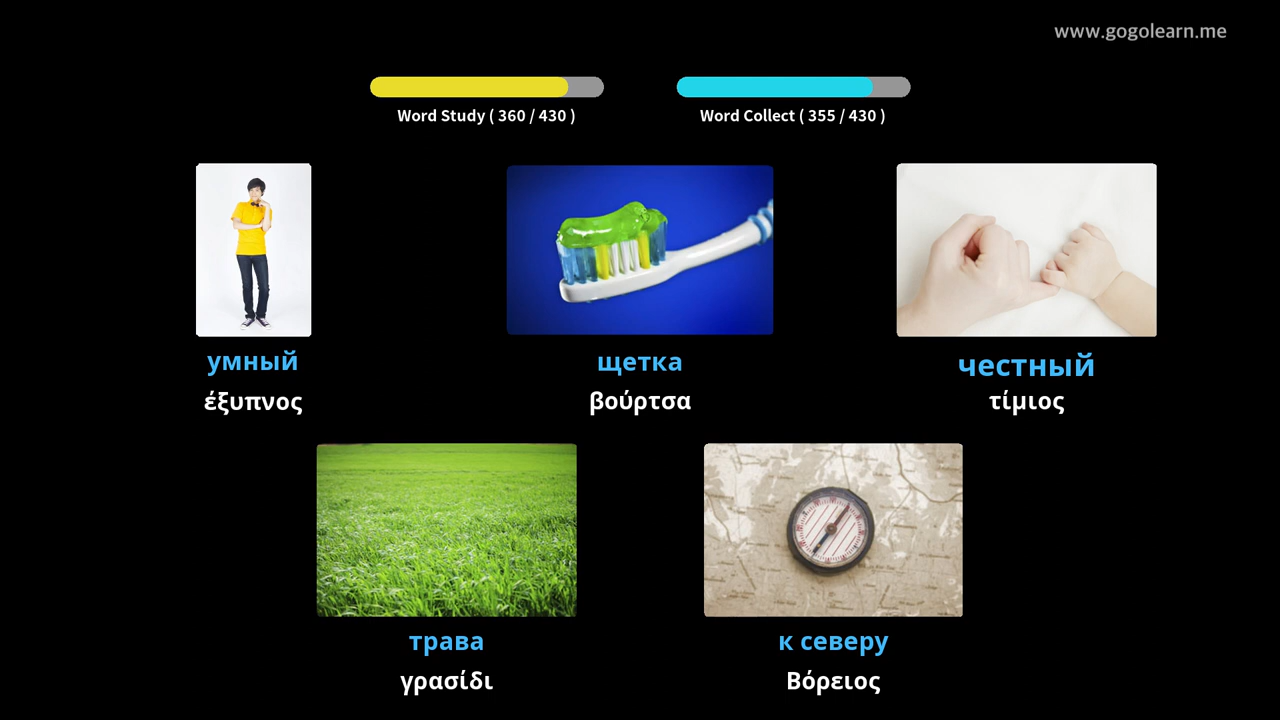 www.gogolearn.me
Word Study ( 360 / 430 )
Word Collect ( 355 / 430 )
умный
έξυπνος
щетка
βούρτσα
честный
τίμιος
трава
γρασίδι
к северу
Βόρειος